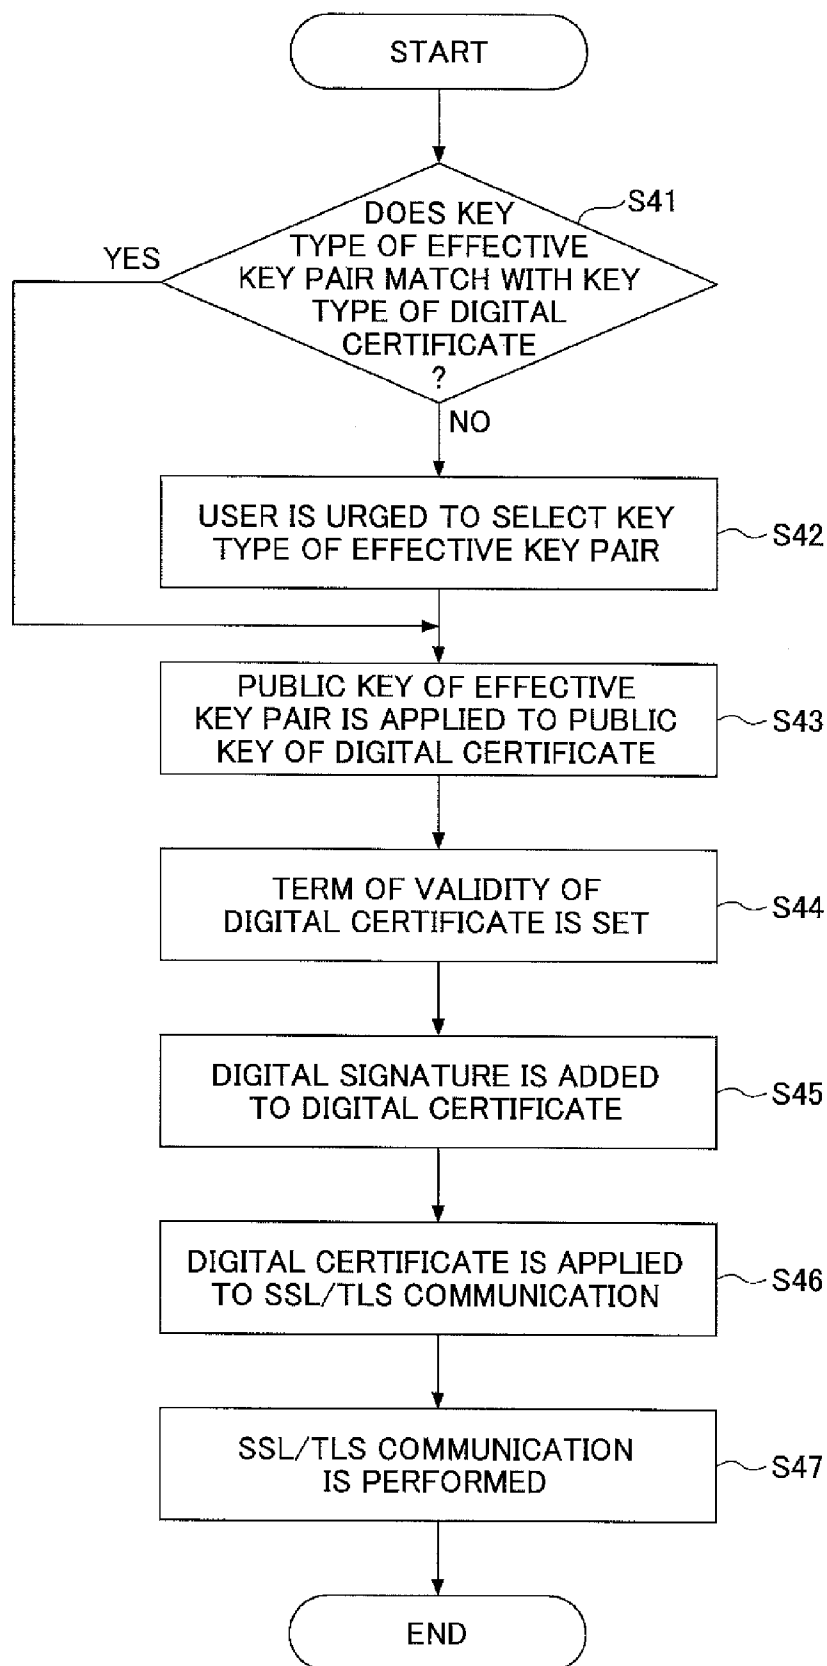 START
S41
DOES KEY
TYPE OF EFFECTIVE
KEY PAIR MATCH WITH KEY
TYPE OF DIGITAL
CERTIFICATE
?
YES
NO
USER IS URGED TO SELECT KEY
TYPE OF EFFECTIVE KEY PAIR
S42
PUBLIC KEY OF EFFECTIVE
KEY PAIR IS APPLIED TO PUBLIC
KEY OF DIGITAL CERTIFICATE
S43
TERM OF VALIDITY OF
DIGITAL CERTIFICATE IS SET
S44
DIGITAL SIGNATURE IS ADDED
TO DIGITAL CERTIFICATE
S45
DIGITAL CERTIFICATE IS APPLIED
TO SSL/TLS COMMUNICATION
S46
SSL/TLS COMMUNICATION
IS PERFORMED
S47
END